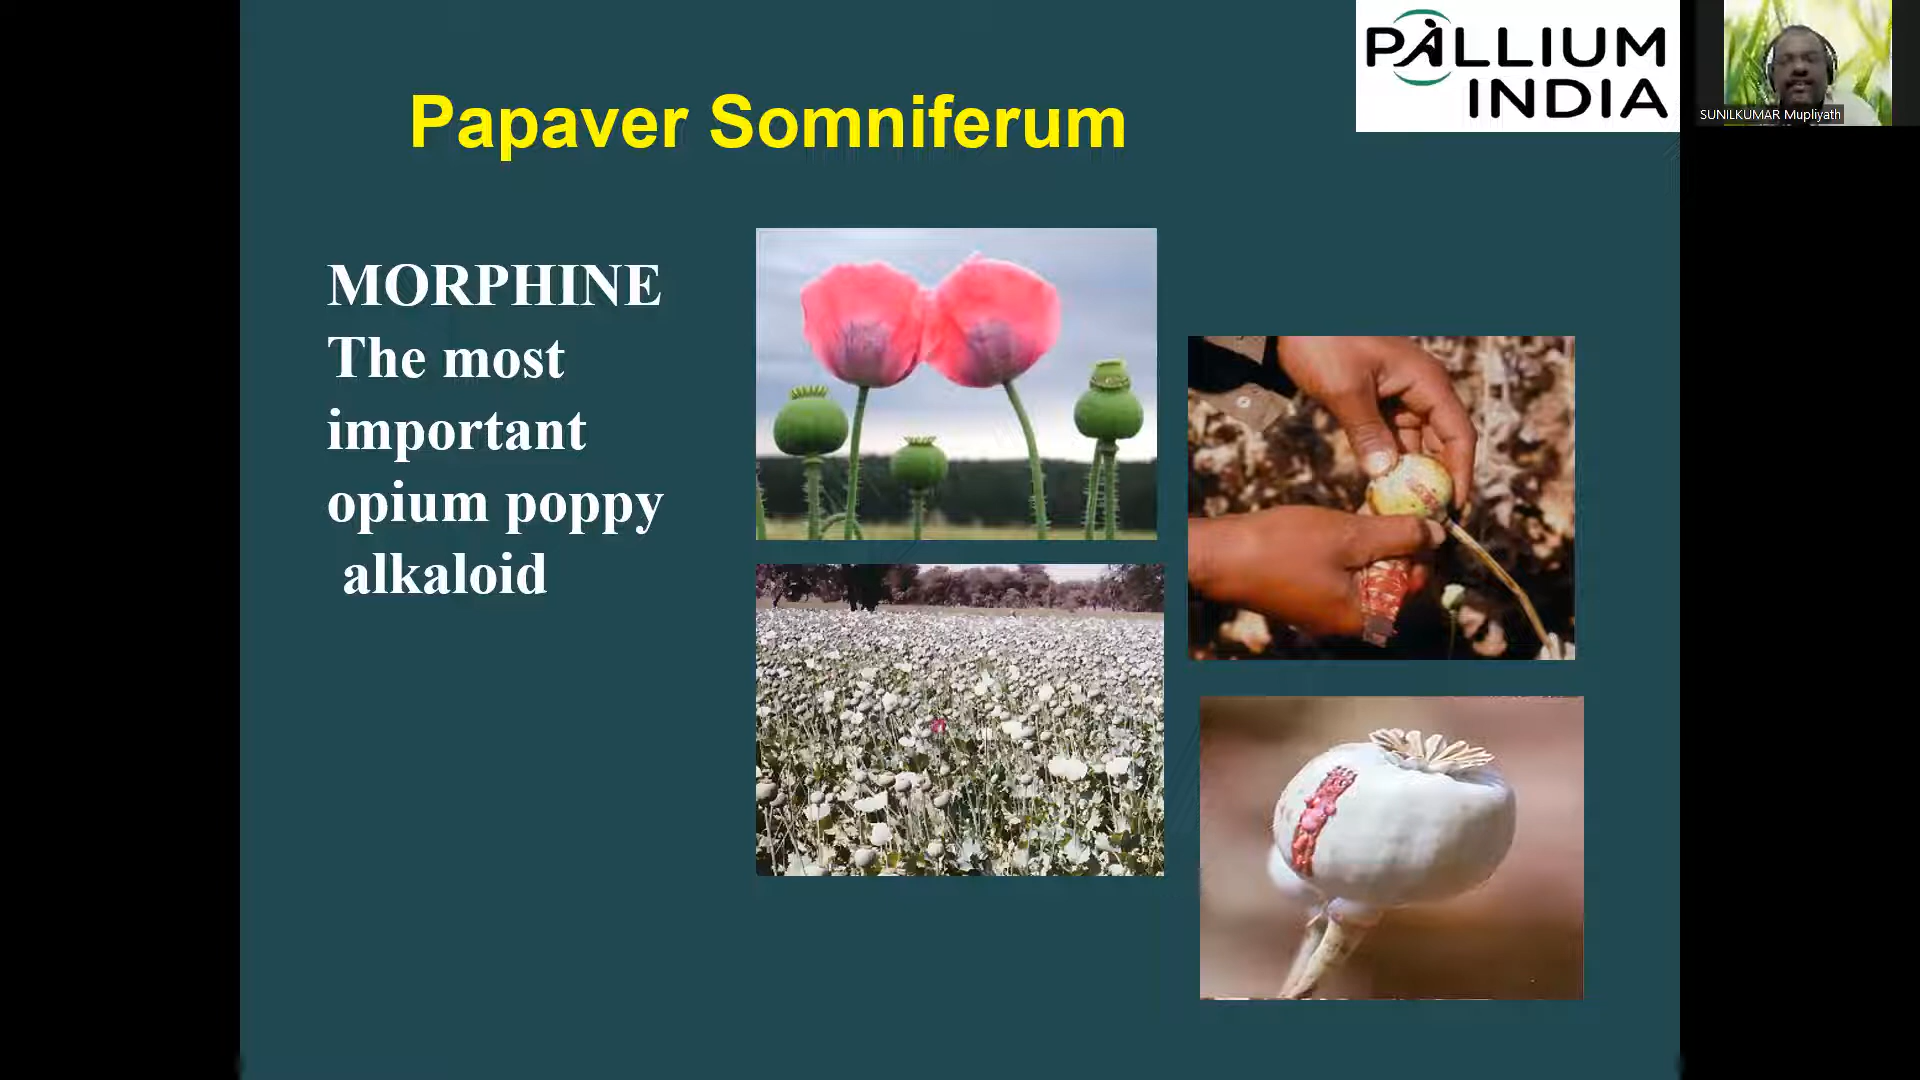 Papaver Somniferum
PALLIUM
INDIA
SUNILKUMAR Mupliyath
MORPHINE
The most
important
opium poppy
alkaloid